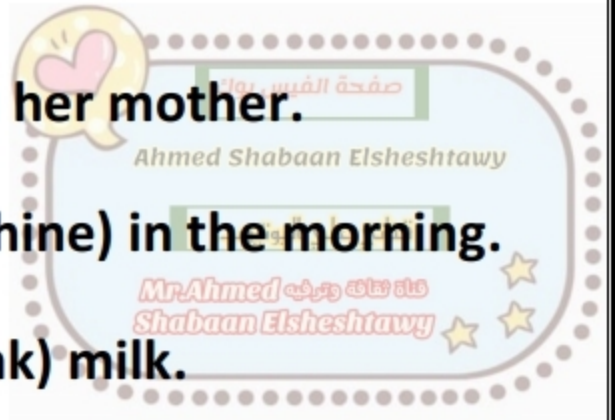 her mother.
صفحة الفيس بوك
Ahmed Shabaan Elsheshtawy
hine) in the morning.
Mr.Ahmed قناة ثقافة وترفيه
Shabaan Elsheshtawy
nk) milk.